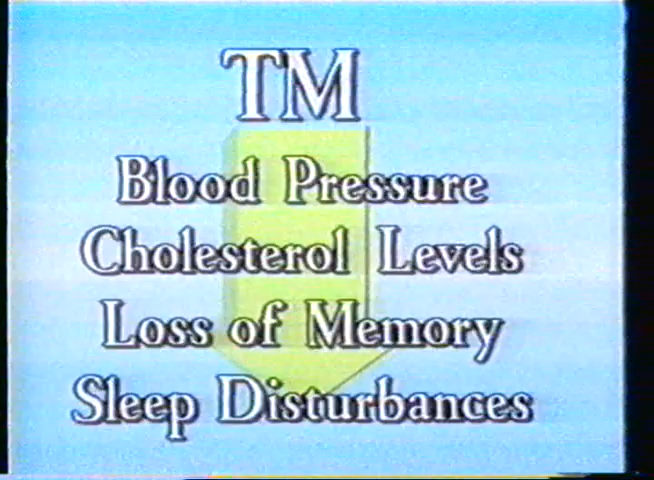 TM
Blood Pressure
Cholesterol Levels
Loss of Memory
Sleep Disturbances